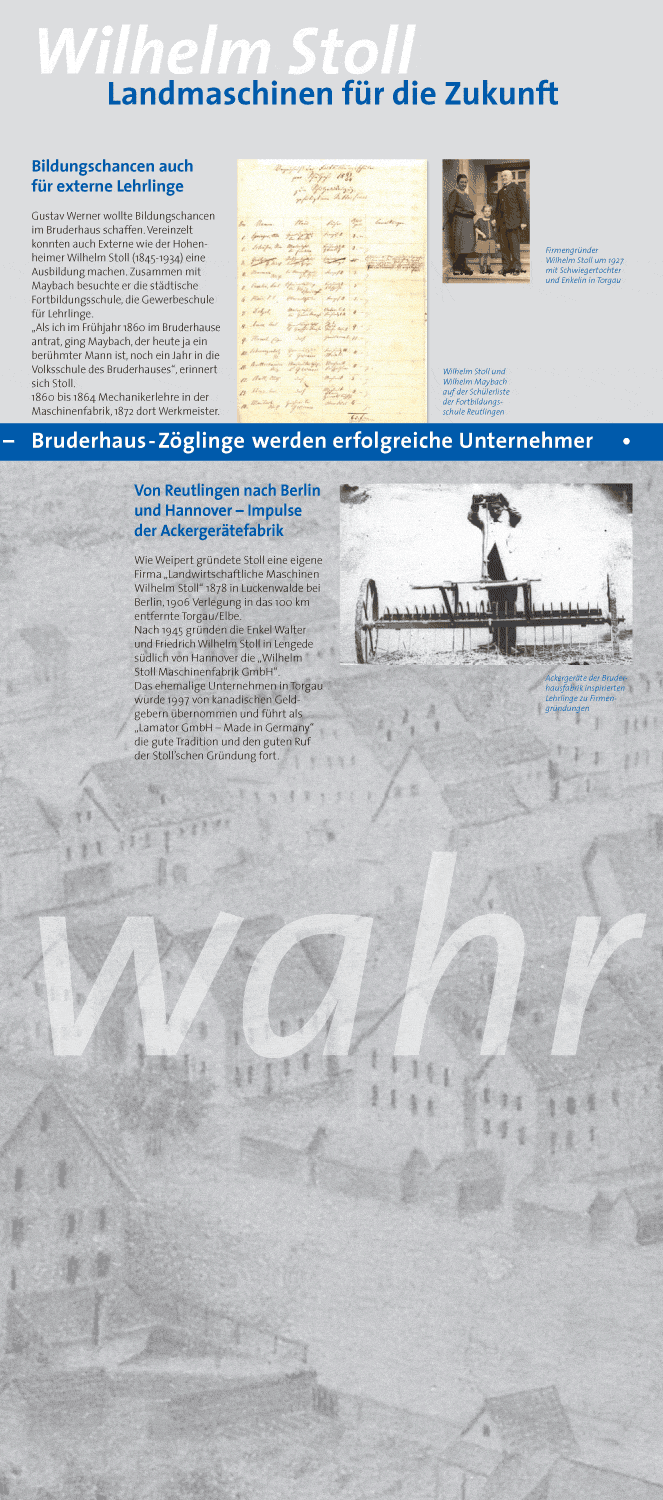 Wilhelm Stoll
Landmaschinen für die Zukunft
Bildungschancen auch
für externe Lehrlinge
Gustav Werner wollte Bildungschancen
im Bruderhaus schaffen. Vereinzelt
konnten auch Externe wie der Hohen-
heimer Wilhelm Stoll (1845-1934) eine
Ausbildung machen. Zusammen mit
Maybach besuchte er die städtische
Fortbildungsschule, die Gewerbeschule
für Lehrlinge.
„Als ich im Frühjahr 1860 im Bruderhause
antrat, ging Maybach, der heute ja ein
berühmter Mann ist, noch ein Jahr in die
Volksschule des Bruderhauses“, erinnert
sich Stoll.
1860 bis 1864 Mechanikerlehre in der
Maschinenfabrik, 1872 dort Werkmeister.
Firmengründer
Wilhelm Stoll um 1927
mit Schwiegertochter
und Enkelin in Torgau
Wilhelm Stoll und
Wilhelm Maybach
auf der Schülerliste
der Fortbildungs-
schule Reutlingen
– Bruderhaus-Zöglinge werden erfolgreiche Unternehmer •
Von Reutlingen nach Berlin
und Hannover – Impulse
der Ackergerätefabrik
Wie Weipert gründete Stoll eine eigene
Firma „Landwirtschaftliche Maschinen
Wilhelm Stoll“ 1878 in Luckenwalde bei
Berlin, 1906 Verlegung in das 100 km
entfernte Torgau/Elbe.
Nach 1945 gründen die Enkel Walter
und Friedrich Wilhelm Stoll in Lengede
südlich von Hannover die „Wilhelm
Stoll Maschinenfabrik GmbH“.
Das ehemalige Unternehmen in Torgau
wurde 1997 von kanadischen Geld-
gebern übernommen und führt als
„Lamator GmbH – Made in Germany“
die gute Tradition und den guten Ruf
der Stoll'schen Gründung fort.
Ackergeräte der Bruder-
hausfabrik inspirierten
Lehrlinge zu Firmen-
gründungen
wahr